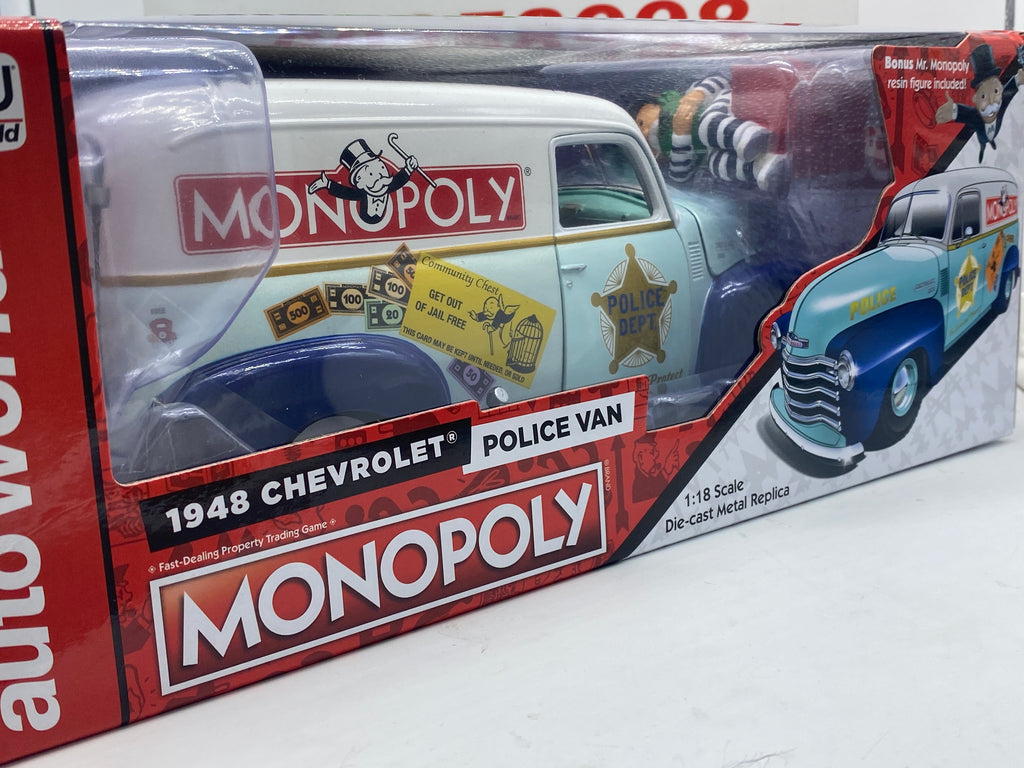 auto world
Bonus Mr. Monopoly
resin figure included!
MONOPOLY®
Community Chest
GET OUT
OF JAIL FREE
THIS CARD MAY BE KEPT UNTIL NEEDED, OR SOLD
500
100
100
20
50
POLICE
DEPT.
Protect
POLICE
MONOPOLY
1948 CHEVROLET®
POLICE VAN
Fast-Dealing Property Trading Game
MONOPOLY
®BRAND
1:18 Scale
Die-cast Metal Replica